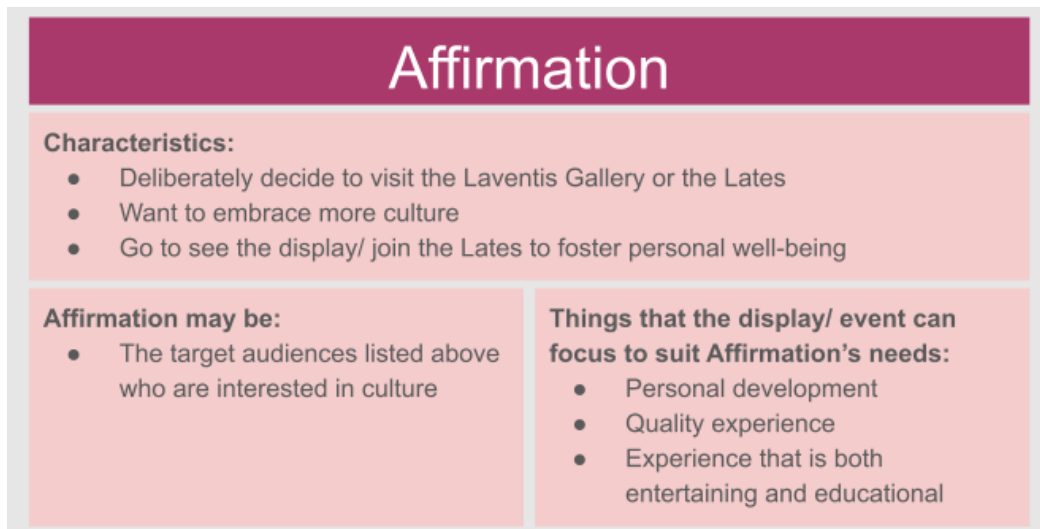 Affirmation
Characteristics:
● Deliberately decide to visit the Laventis Gallery or the Lates
● Want to embrace more culture
● Go to see the display/ join the Lates to foster personal well-being
Affirmation may be:
● The target audiences listed above
who are interested in culture
Things that the display/ event can
focus to suit Affirmation’s needs:
● Personal development
● Quality experience
● Experience that is both
entertaining and educational